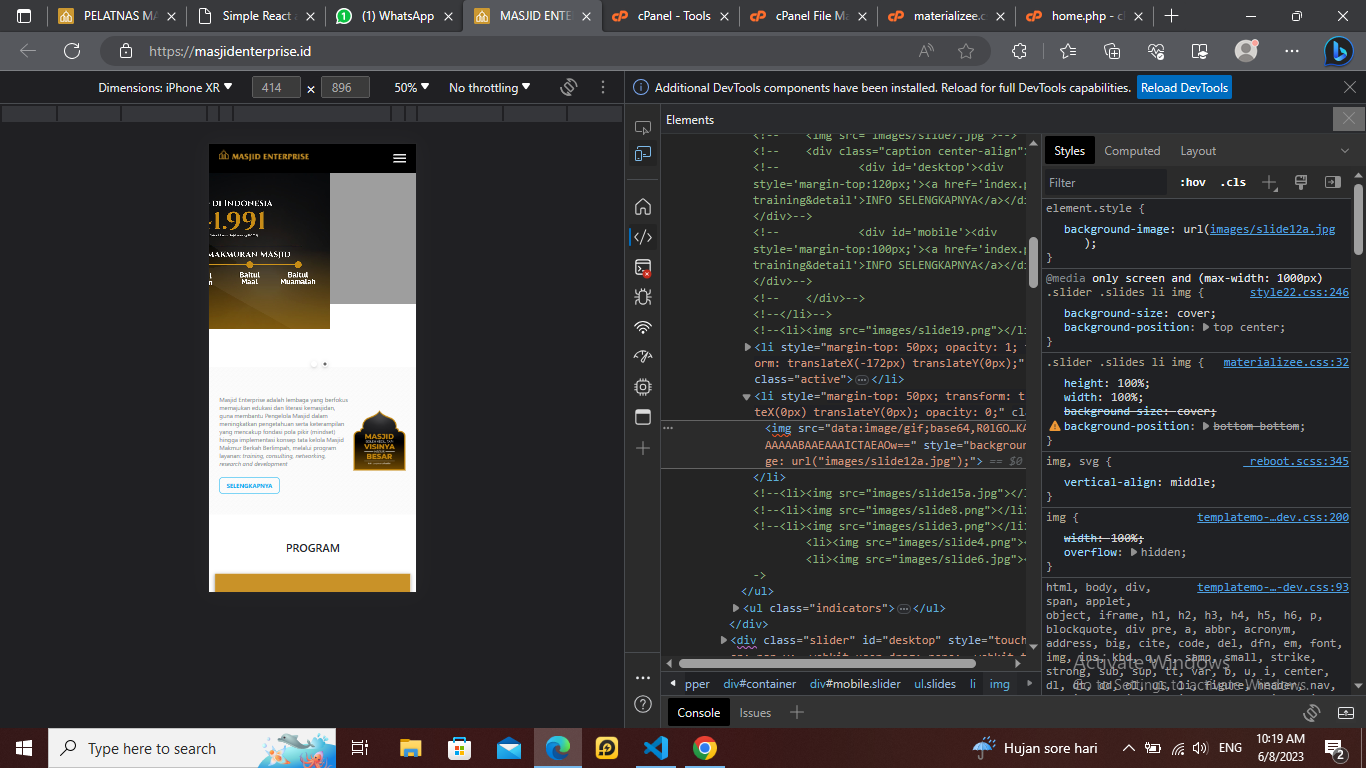 PELATNAS MA
Simple React a
(1) WhatsApp
MASJID ENTE
cPanel - Tools
cPanel File Ma
materializee.c
home.php - c
https://masjidenterprise.id
Dimensions: iPhone XR
414
×
896
50%
No throttling
MASJID ENTERPRISE
DI INDONESIA
1.991
MAKMURAN MASJID
Baitul Maal
Baitul Muamalah
Masjid Enterprise adalah lembaga yang berfokus
memajukan edukasi dan literasi kemasjidan,
guna membantu Pengelola Masjid dalam
meningkatkan pengetahuan serta keterampilan
yang mencakup fondasi pola pikir (mindset)
hingga implementasi konsep tata kelola Masjid
Makmur Berkah Berlimpah, melalui program
layanan: training, consulting, networking,
research and development
SELENGKAPNYA
MASJID
VISINYA
BESAR
PROGRAM
Additional DevTools components have been installed. Reload for full DevTools capabilities.
Reload DevTools
Elements
<!-- <img src="images/slide7.jpg">-->
<!-- <div class="caption center-align"
<!-- <div id='desktop'><div
style='margin-top:120px;'><a href='index.p
training&detail'>INFO SELENGKAPNYA</a></di
</div>-->
<!-- <div id='mobile'><div
style='margin-top:100px;'><a href='index.p
training&detail'>INFO SELENGKAPNYA</a></di
</div>-->
<!-- </div>-->
<!--</li>-->
<!--<li><img src="images/slide19.png"></li
<li style="margin-top: 50px; opacity: 1; t
orm: translateX(-172px) translateY(0px);"
class="active">…</li>
<li style="margin-top: 50px; transform: t
teX(0px) translateY(0px); opacity: 0;" cla
<img src="data:image/gif;base64,R0lGO…KA
AAAAABAAEAAAICTAEAOw==" style="backgroun
ge: url("images/slide12a.jpg");"> == $0
</li>
<!--<li><img src="images/slide15a.jpg"></l
<!--<li><img src="images/slide8.png"></li
<!--<li><img src="images/slide3.png"></li
<li><img src="images/slide4.png"><
<li><img src="images/slide6.jpg"><
->
</ul>
<ul class="indicators">…</ul>
</div>
<div class="slider" id="desktop" style="touch
pper
div#container
div#mobile.slider
ul.slides
li
img
Styles
Computed
Layout
Filter
:hov
.cls
element.style {
background-image: url(images/slide12a.jpg
);
}
@media only screen and (max-width: 1000px)
.slider .slides li img {
style22.css:246
background-size: cover;
background-position: top center;
}
.slider .slides li img {
materializee.css:32
height: 100%;
width: 100%;
background-size: cover;
background-position: bottom bottom;
}
img, svg {
_reboot.scss:345
vertical-align: middle;
}
img {
templatemo-…dev.css:200
width: 100%;
overflow: hidden;
}
html, body, div,
templatemo-…-dev.css:93
span, applet,
object, iframe, h1, h2, h3, h4, h5, h6, p,
blockquote, div pre, a, abbr, acronym,
address, big, cite, code, del, dfn, em, font,
img, ins, kbd, q, s, samp, small, strike,
strong, sub, sup, tt, var, b, u, i, center,
dl, dt, dd, ol, ul, li, figure, header, nav,
Activate Windows
Go to Settings to activate Windows.
Console
Issues
Type here to search
Hujan sore hari
ENG
10:19 AM
6/8/2023
2